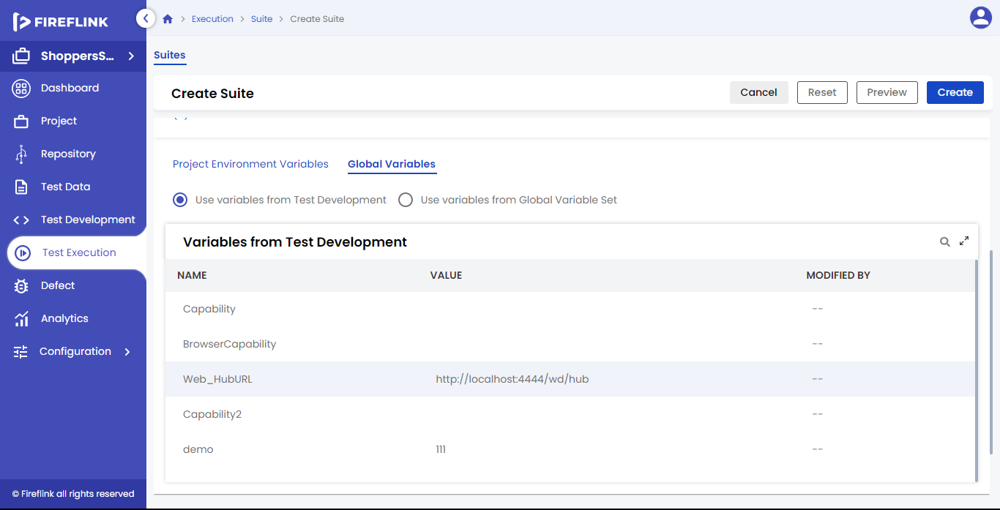 FIREFLINK
Execution > Suite > Create Suite
ShoppersS...
Dashboard
Project
Repository
Test Data
Test Development
Test Execution
Defect
Analytics
Configuration
© Fireflink all rights reserved
Suites
Create Suite
Cancel
Reset
Preview
Create
Project Environment Variables
Global Variables
Use variables from Test Development
Use variables from Global Variable Set
Variables from Test Development
NAME VALUE MODIFIED BY
Capability --
BrowserCapability --
Web_HubURL http://localhost:4444/wd/hub --
Capability2 --
demo 111 --